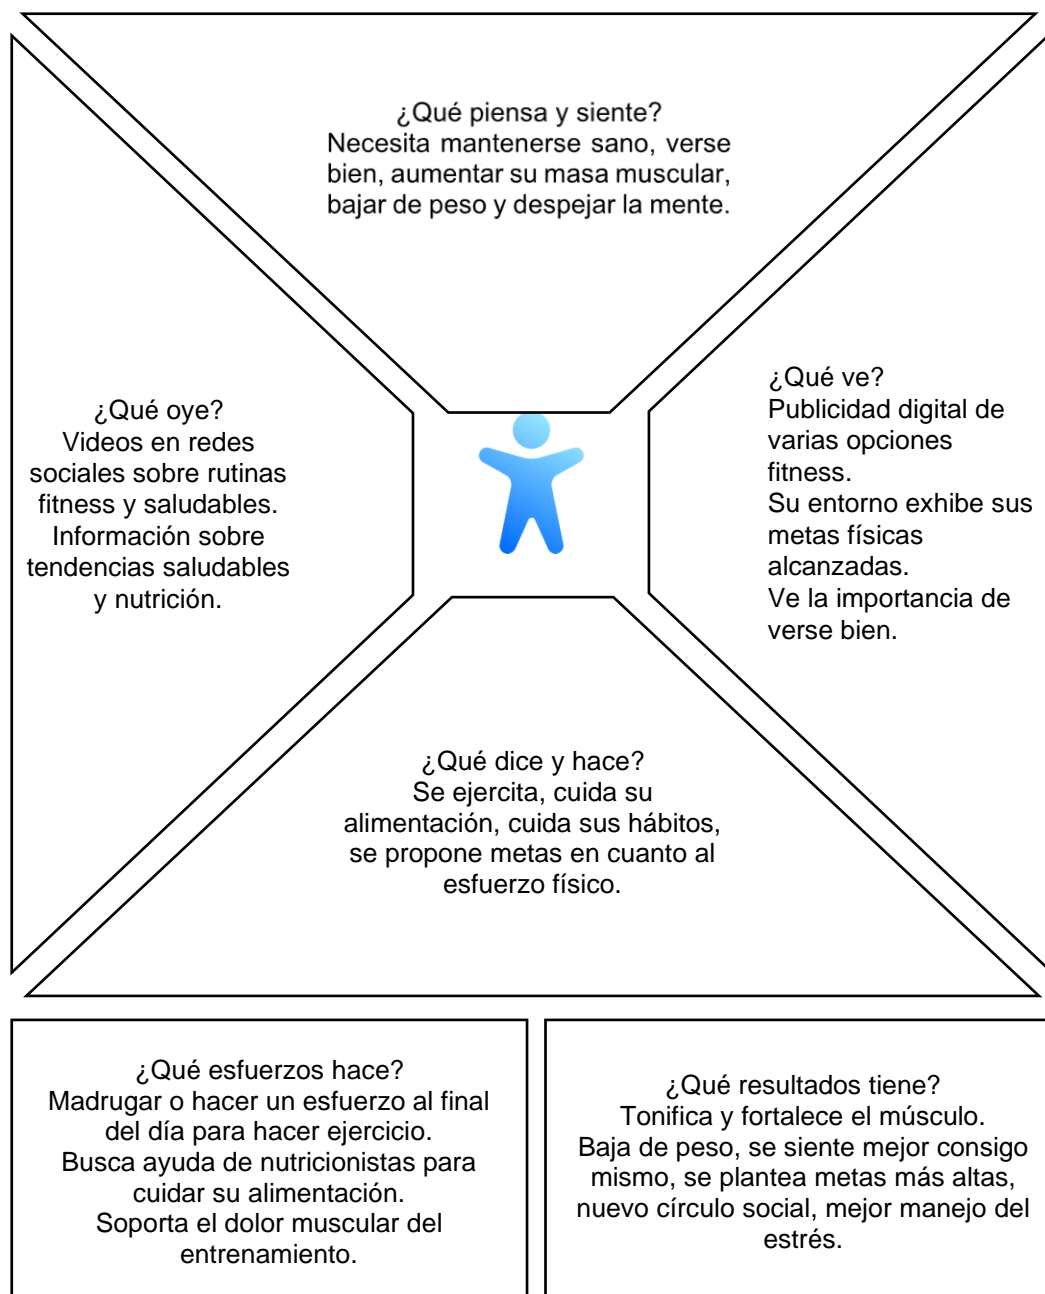 ¿Qué piensa y siente?
Necesita mantenerse sano, verse
bien, aumentar su masa muscular,
bajar de peso y despejar la mente.
¿Qué oye?
Videos en redes
sociales sobre rutinas
fitness y saludables.
Información sobre
tendencias saludables
y nutrición.
¿Qué ve?
Publicidad digital de
varias opciones
fitness.
Su entorno exhibe sus
metas físicas
alcanzadas.
Ve la importancia de
verse bien.
¿Qué dice y hace?
Se ejercita, cuida su
alimentación, cuida sus hábitos,
se propone metas en cuanto al
esfuerzo físico.
¿Qué esfuerzos hace?
Madrugar o hacer un esfuerzo al final
del día para hacer ejercicio.
Busca ayuda de nutricionistas para
cuidar su alimentación.
Soporta el dolor muscular del
entrenamiento.
¿Qué resultados tiene?
Tonifica y fortalece el músculo.
Baja de peso, se siente mejor consigo
mismo, se plantea metas más altas,
nuevo círculo social, mejor manejo del
estrés.